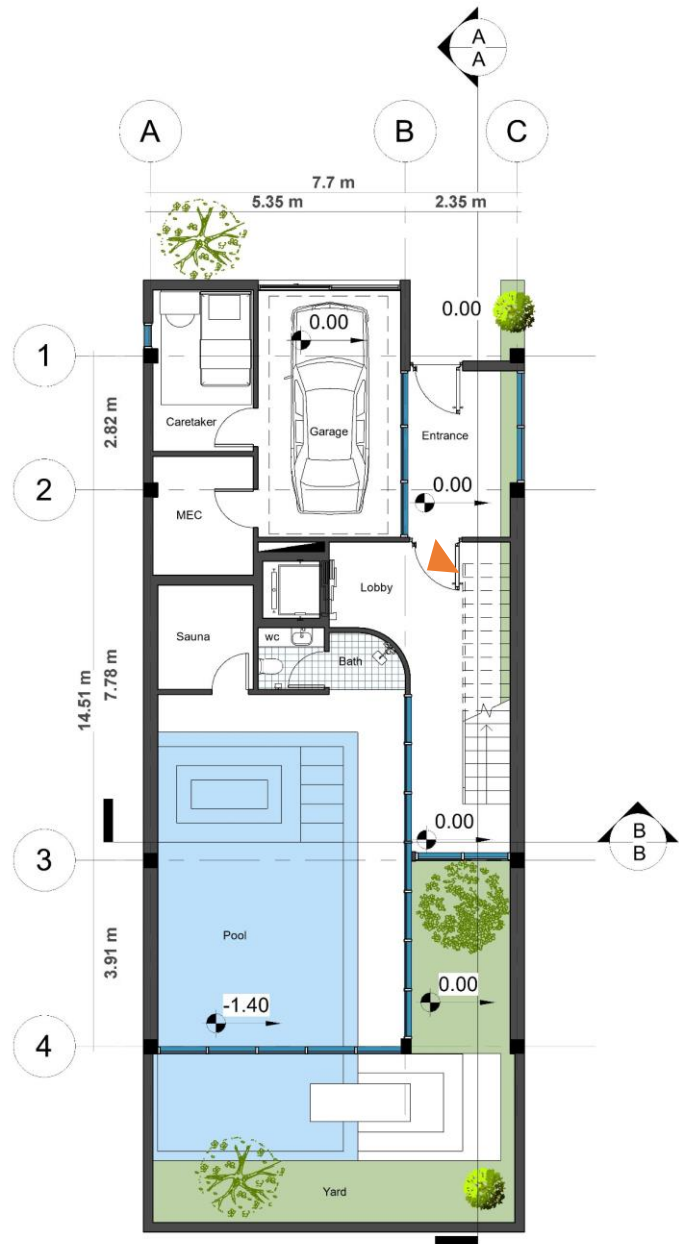 A
A
A
B
C
7.7 m
5.35 m
2.35 m
0.00
0.00
1
2.82 m
Caretaker
Garage
Entrance
2
MEC
0.00
Lobby
Sauna
wc
Bath
14.51 m
7.78 m
0.00
B
B
3
3.91 m
Pool
-1.40
0.00
4
Yard